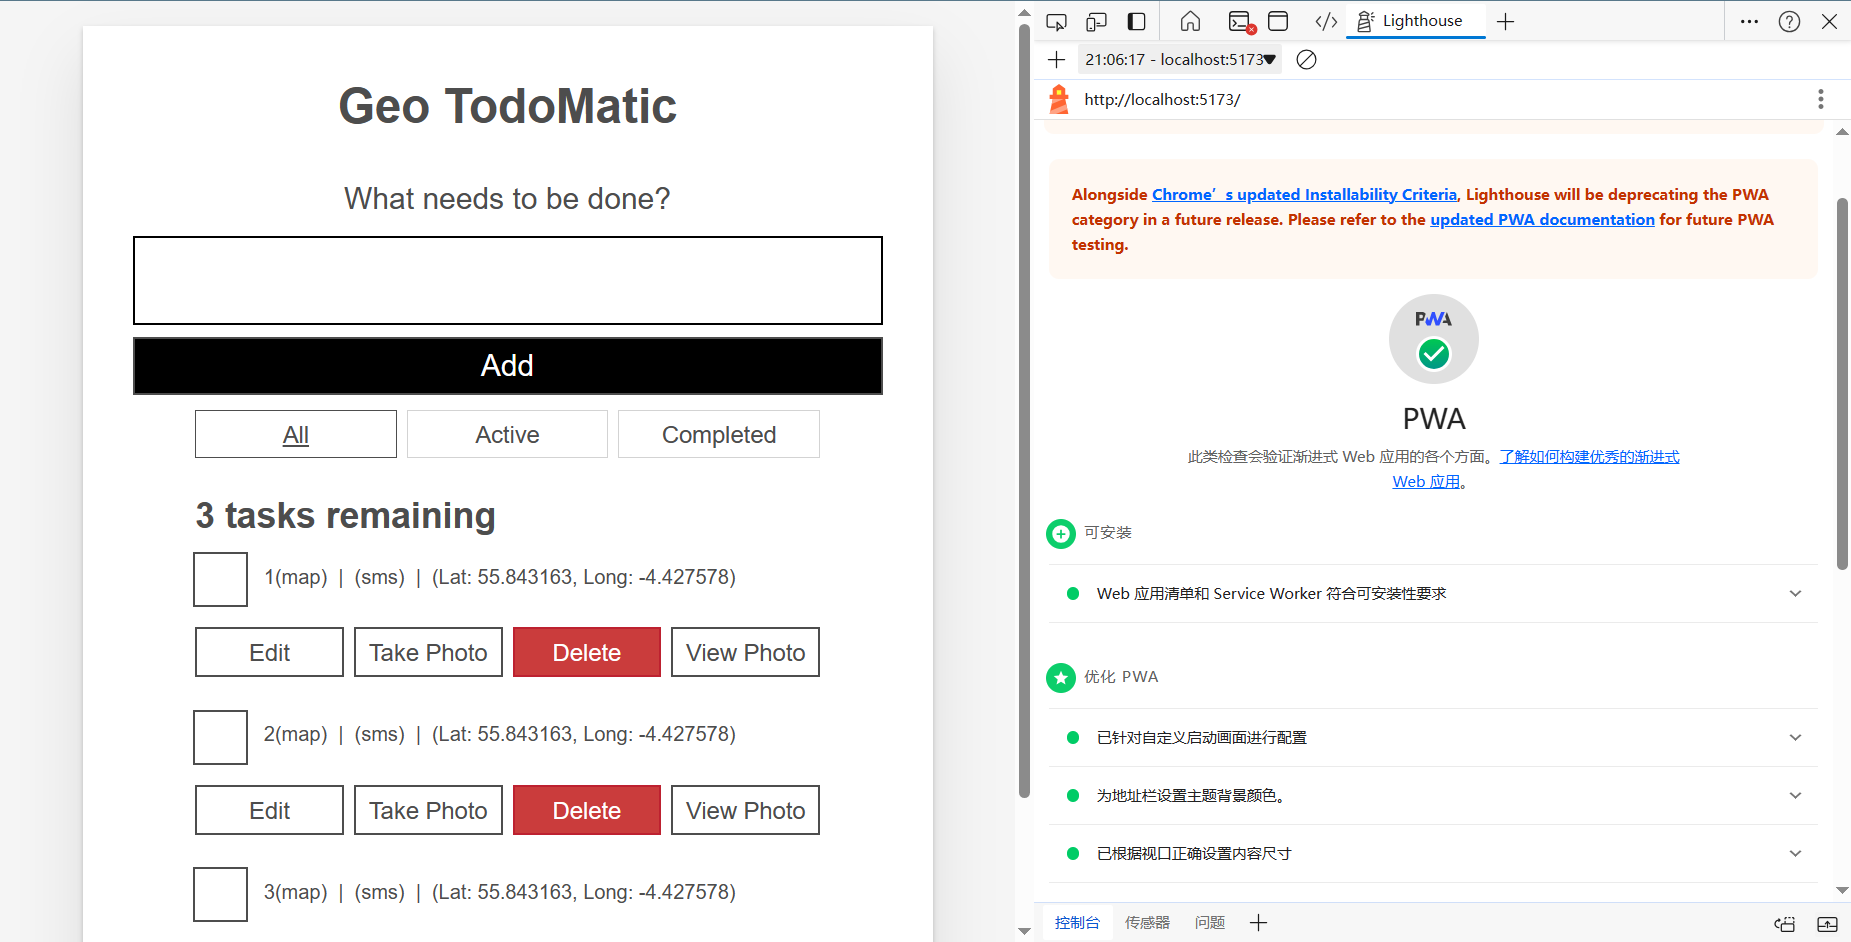 Geo TodoMatic
What needs to be done?
Add
All
Active
Completed
3 tasks remaining
1(map) | (sms) | (Lat: 55.843163, Long: -4.427578)
Edit
Take Photo
Delete
View Photo
2(map) | (sms) | (Lat: 55.843163, Long: -4.427578)
Edit
Take Photo
Delete
View Photo
3(map) | (sms) | (Lat: 55.843163, Long: -4.427578)
Lighthouse
21:06:17 - localhost:5173
http://localhost:5173/
Alongside Chrome’s updated Installability Criteria, Lighthouse will be deprecating the PWA
category in a future release. Please refer to the updated PWA documentation for future PWA
testing.
PWA
PWA
此类检查会验证渐进式 Web 应用的各个方面。了解如何构建优秀的渐进式
Web 应用。
可安装
Web 应用清单和 Service Worker 符合可安装性要求
优化 PWA
已针对自定义启动画面进行配置
为地址栏设置主题背景颜色。
已根据视口正确设置内容尺寸
控制台
传感器
问题